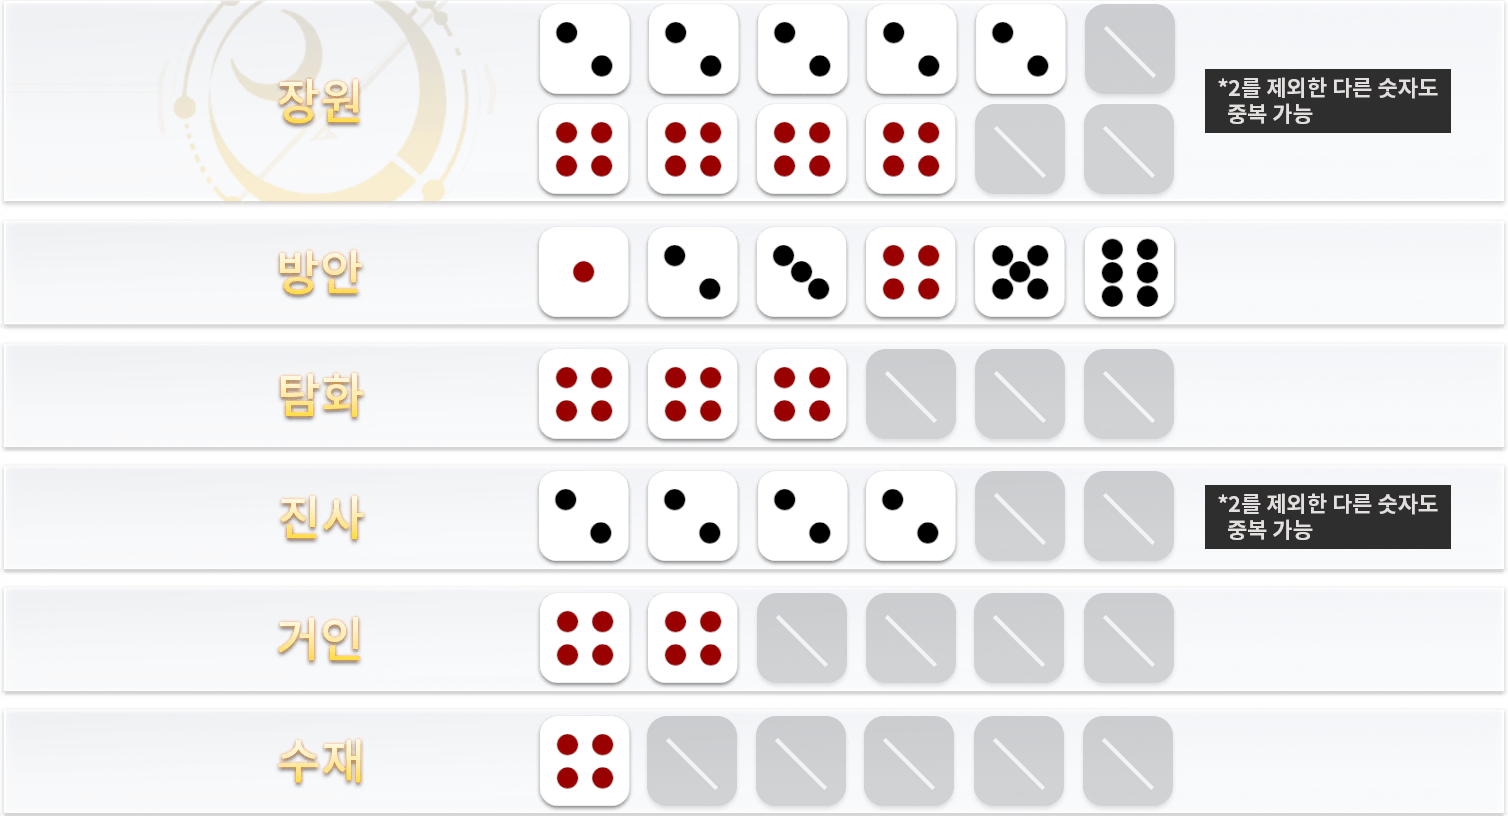 장원
*2를 제외한 다른 숫자도
중복 가능
방안
탐화
진사
*2를 제외한 다른 숫자도
중복 가능
거인
수재